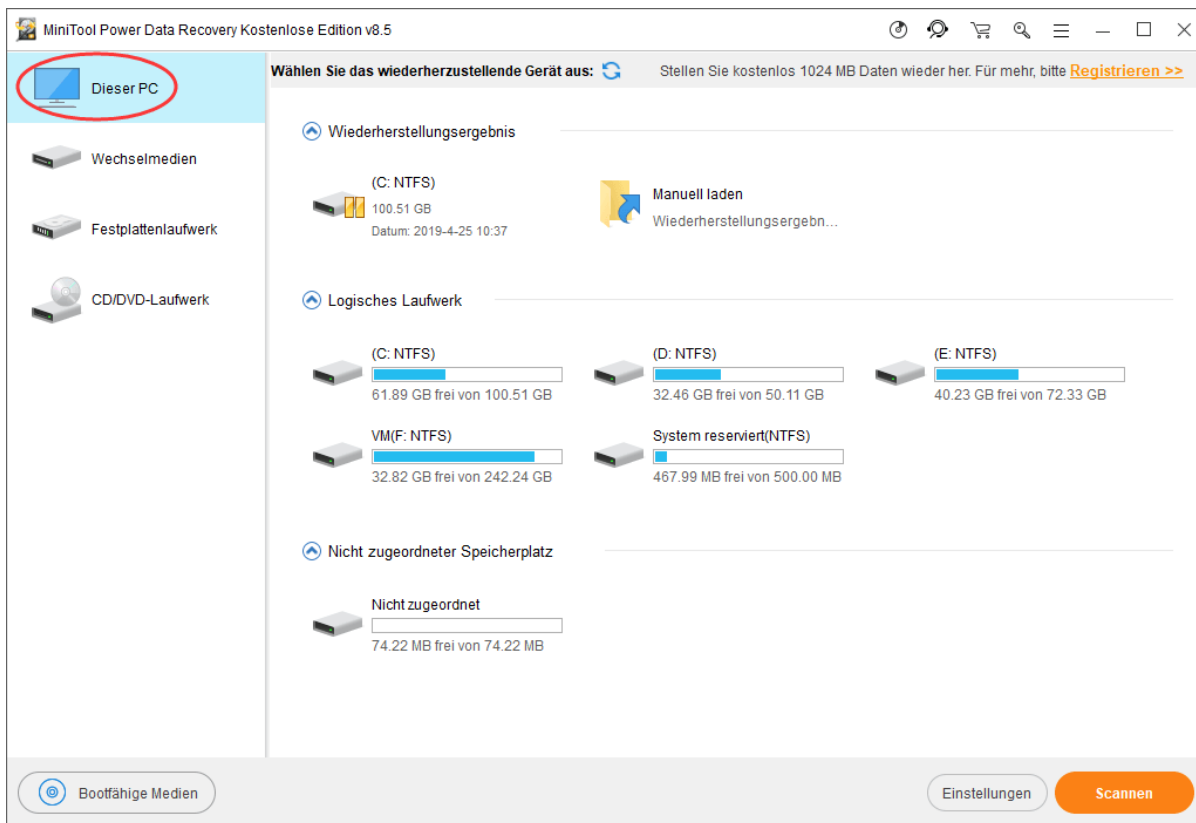 MiniTool Power Data Recovery Kostenlose Edition v8.5
Dieser PC
Wechselmedien
Festplattenlaufwerk
CD/DVD-Laufwerk
Wählen Sie das wiederherzustellende Gerät aus:
Stellen Sie kostenlos 1024 MB Daten wieder her. Für mehr, bitte Registrieren >>
Wiederherstellungsergebnis
(C: NTFS)
100.51 GB
Datum: 2019-4-25 10:37
Manuell laden
Wiederherstellungsergebn...
Logisches Laufwerk
(C: NTFS)
61.89 GB frei von 100.51 GB
(D: NTFS)
32.46 GB frei von 50.11 GB
(E: NTFS)
40.23 GB frei von 72.33 GB
VM(F: NTFS)
32.82 GB frei von 242.24 GB
System reserviert(NTFS)
467.99 MB frei von 500.00 MB
Nicht zugeordneter Speicherplatz
Nicht zugeordnet
74.22 MB frei von 74.22 MB
Bootfähige Medien
Einstellungen
Scannen